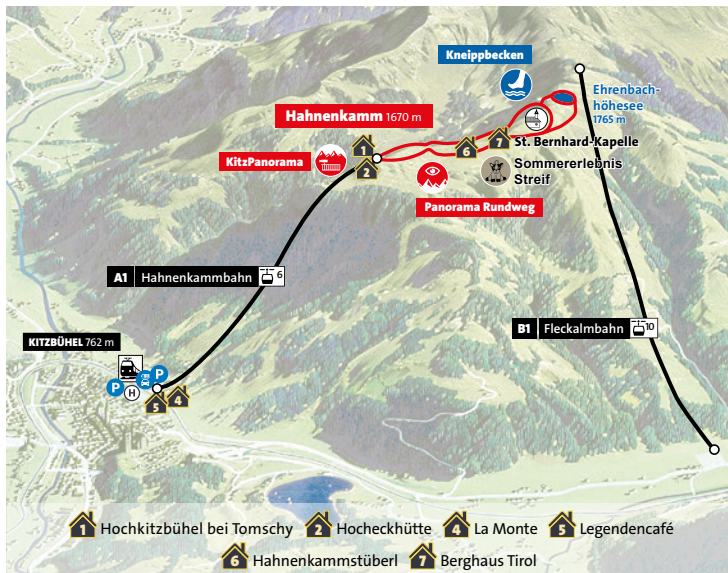 Kneippbecken
Ehrenbach-
höhesee
1765 m
Hahnenkamm 1670 m
1
7
St. Bernhard-Kapelle
6
KitzPanorama
2
Sommererlebnis
Streif
Panorama Rundweg
A1 Hahnenkammbahn 6
B1 Fleckalmbahn 10
KITZBÜHEL 762 m
P
P
H
5
4
1 Hochkitzbühel bei Tomschy 2 Hocheckhütte 4 La Monte 5 Legendencafé
6 Hahnenkammstüberl 7 Berghaus Tirol